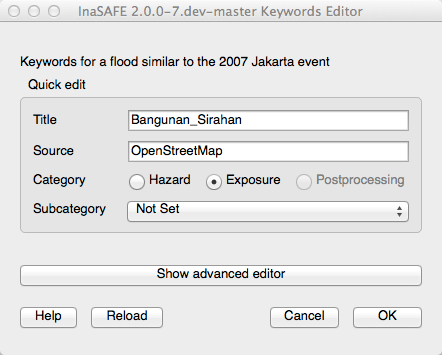 InaSAFE 2.0.0-7.dev-master Keywords Editor
Keywords for a flood similar to the 2007 Jakarta event
Quick edit
Title Bangunan_Sirahan
Source OpenStreetMap
Category Hazard Exposure Postprocessing
Subcategory Not Set
Show advanced editor
Help Reload Cancel OK